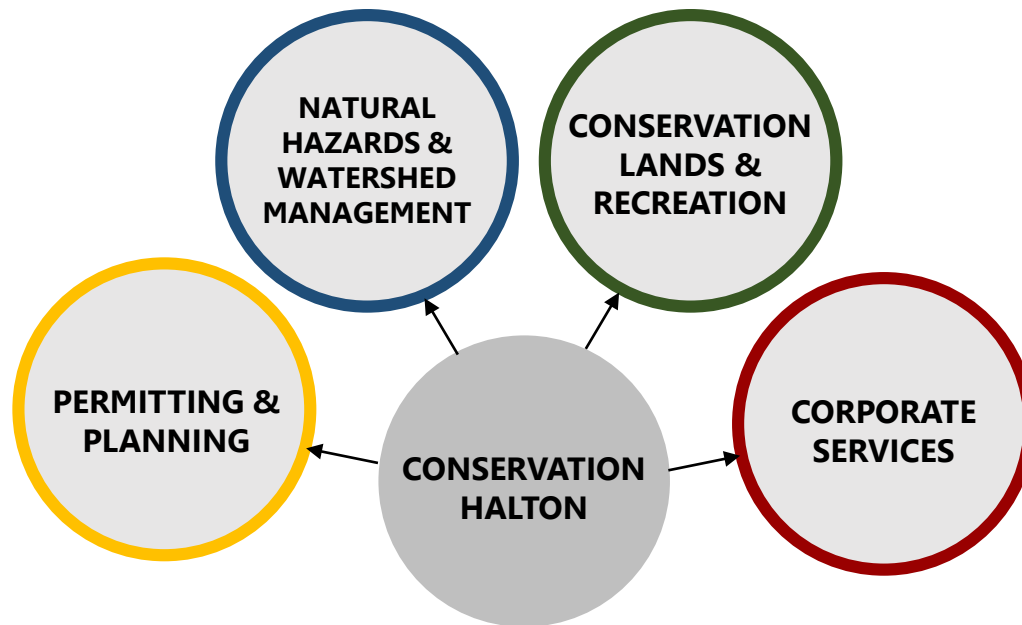 NATURAL
HAZARDS &
WATERSHED
MANAGEMENT
CONSERVATION
LANDS &
RECREATION
PERMITTING &
PLANNING
CONSERVATION
HALTON
CORPORATE
SERVICES